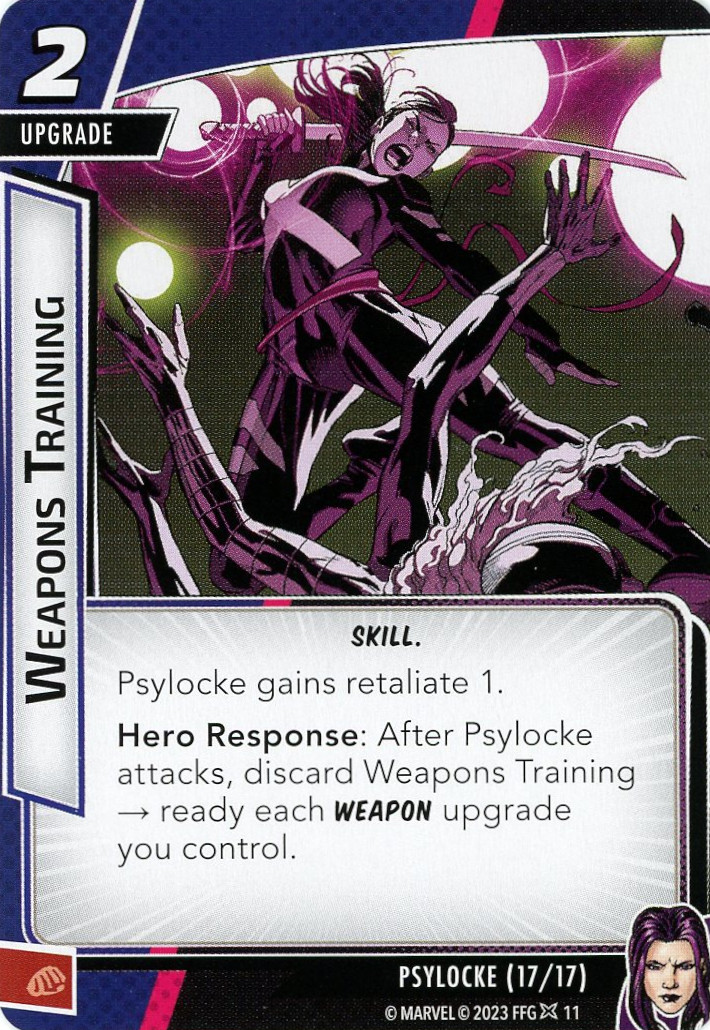 2
UPGRADE
WEAPONS TRAINING
SKILL.
Psylocke gains retaliate 1.
Hero Response: After Psylocke
attacks, discard Weapons Training
→ ready each WEAPON upgrade
you control.
PSYLOCKE (17/17)
© MARVEL © 2023 FFG 11